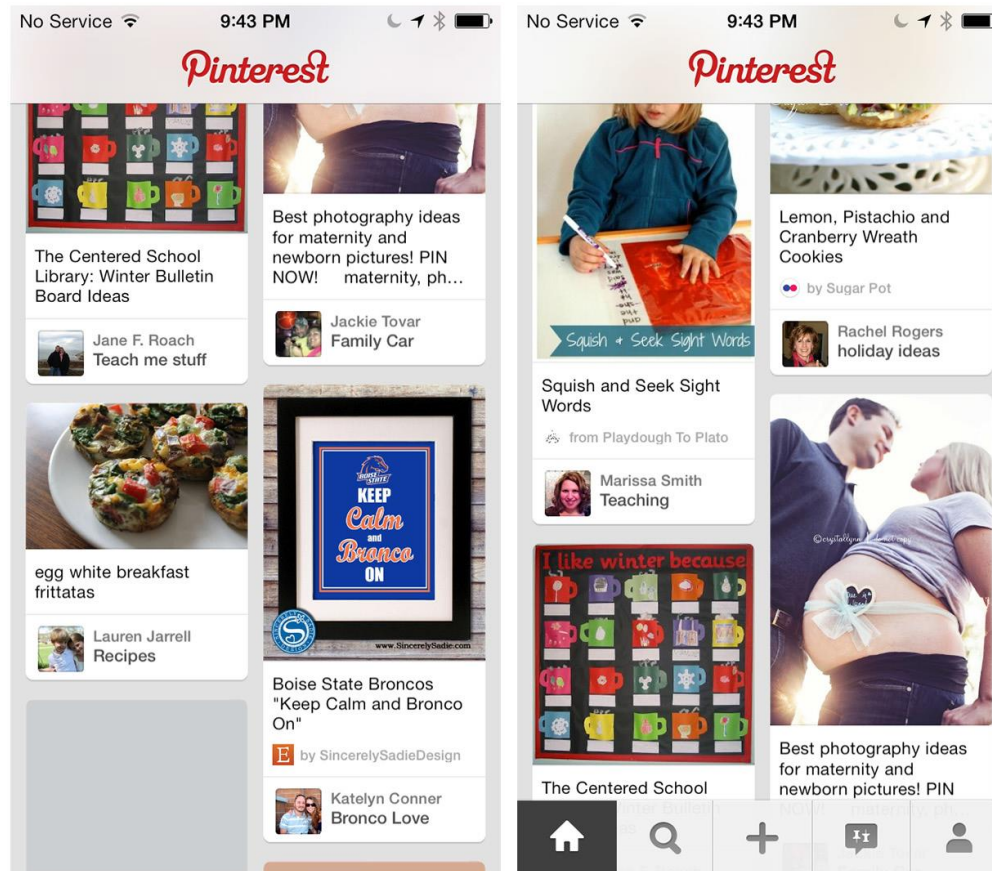 No Service
9:43 PM
Pinterest
The Centered School
Library: Winter Bulletin
Board Ideas
Jane F. Roach
Teach me stuff
egg white breakfast
frittatas
Lauren Jarrell
Recipes
Best photography ideas
for maternity and
newborn pictures! PIN
NOW! maternity, ph...
Jackie Tovar
Family Car
BOISE STATE
KEEP
Calm
and
Bronco
ON
www.SincerelySadie.com
Boise State Broncos
"Keep Calm and Bronco
On"
E by SincerelySadieDesign
Katelyn Conner
Bronco Love
No Service
9:43 PM
Pinterest
Squish & Seek Sight Words
Squish and Seek Sight
Words
from Playdough To Plato
Marissa Smith
Teaching
I like winter because
The Centered School
Lemon, Pistachio and
Cranberry Wreath
Cookies
by Sugar Pot
Rachel Rogers
holiday ideas
Best photography ideas
for maternity and
newborn pictures! PIN
NOW! maternity, ph...